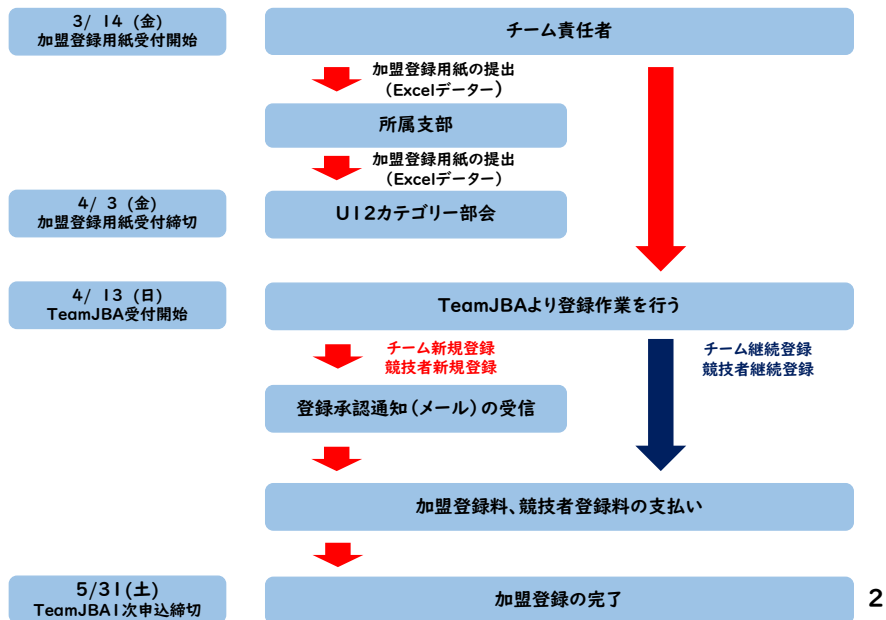 3/ 14 (金)
加盟登録用紙受付開始
チーム責任者
加盟登録用紙の提出
(Excelデーター)
所属支部
加盟登録用紙の提出
(Excelデーター)
4/ 3 (金)
加盟登録用紙受付締切
U12カテゴリー部会
4/ 13 (日)
TeamJBA受付開始
TeamJBAより登録作業を行う
チーム新規登録
競技者新規登録
チーム継続登録
競技者継続登録
登録承認通知(メール)の受信
加盟登録料、競技者登録料の支払い
5/31(土)
TeamJBA1次申込締切
加盟登録の完了
2